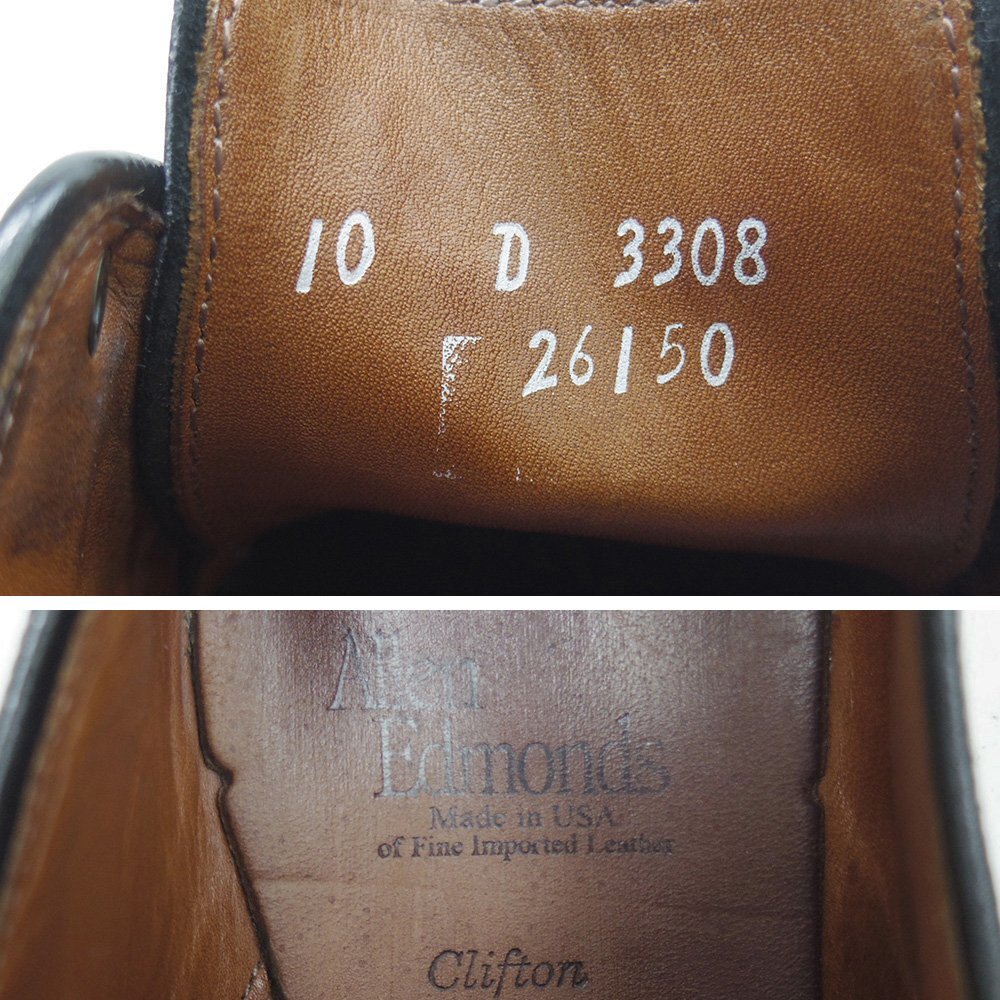 10 D 3308
26150
Allen
Edmonds
Made in USA
of Fine Imported Leather
Clifton